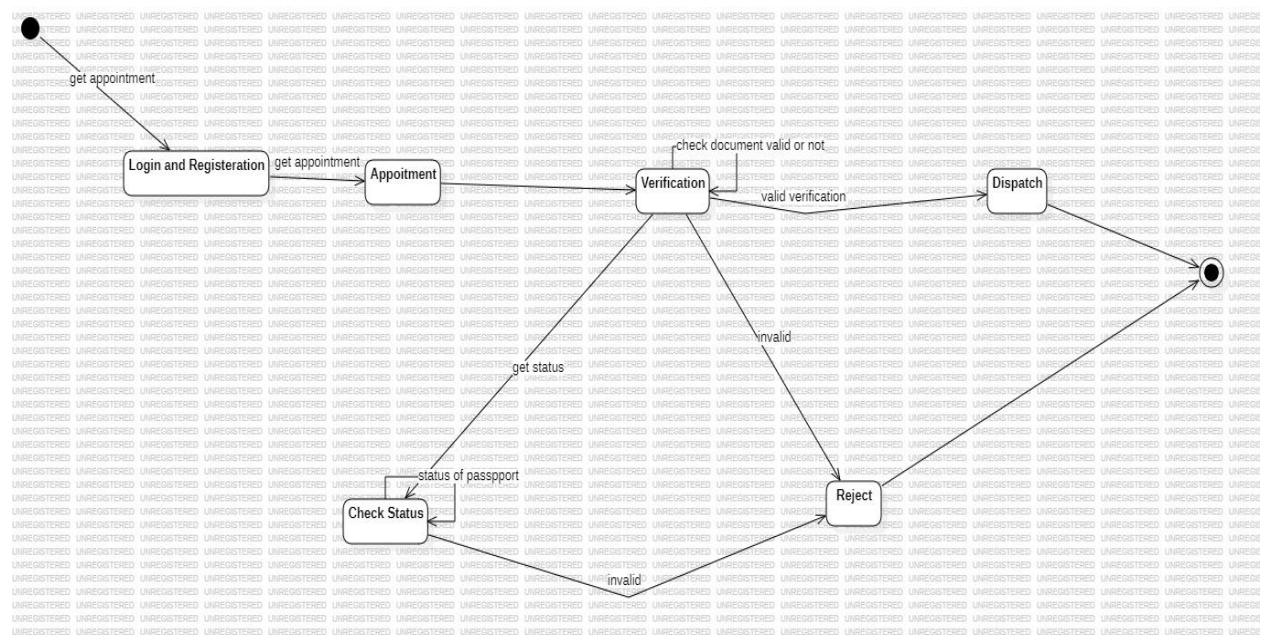 get appointment
Login and Registeration
get appointment
Appoitment
check document valid or not
Verification
valid verification
Dispatch
invalid
get status
status of passpport
Check Status
Reject
invalid
UNREGISTERED